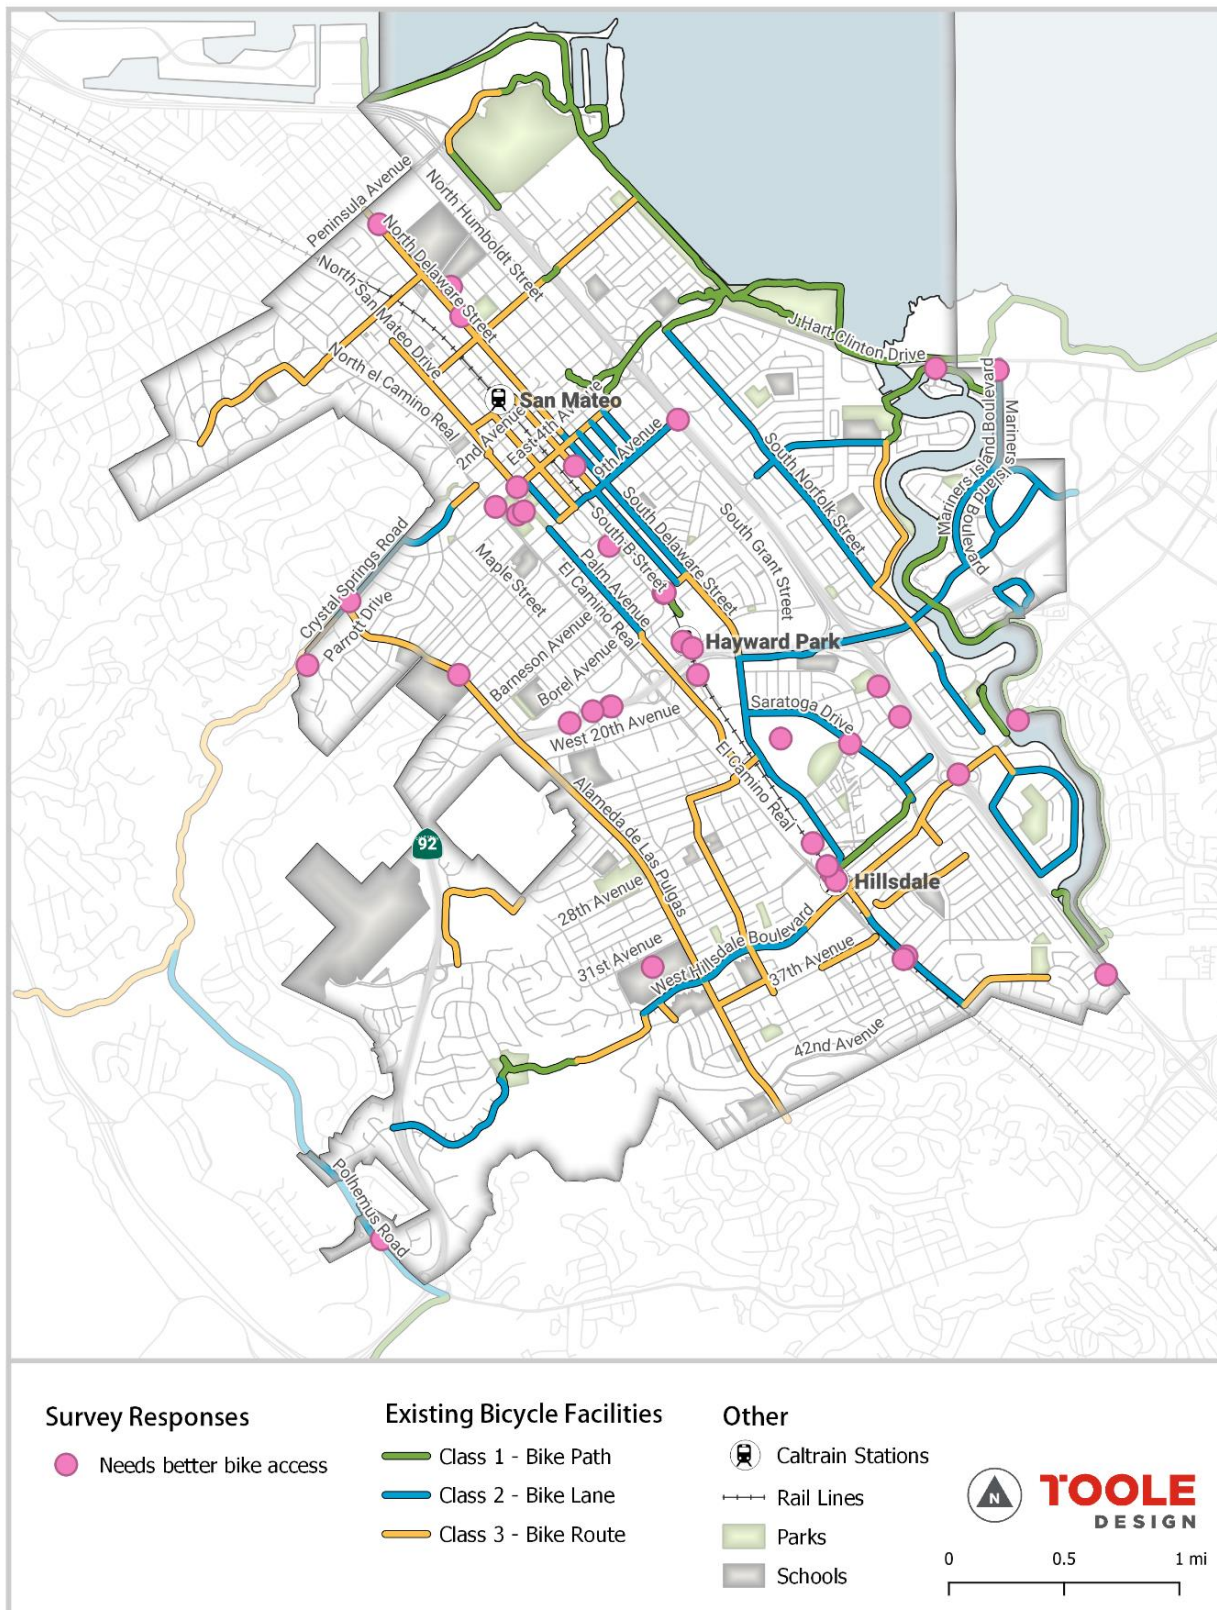 Peninsula Avenue
North Humboldt Street
North Delaware Street
North San Mateo Drive
North el Camino Real
San Mateo
2nd Avenue
East 4th Avenue
9th Avenue
J Hart Clinton Drive
Mariners Island Boulevard
Mariners Island Boulevard
South Norfolk Street
South Grant Street
South Delaware Street
South B Street
Palm Avenue
El Camino Real
Maple Street
Crystal Springs Road
Parrott Drive
Barneson Avenue
Borel Avenue
Hayward Park
West 20th Avenue
Saratoga Drive
El Camino Real
Alameda de Las Pulgas
92
Hillsdale
28th Avenue
31st Avenue
West Hillsdale Boulevard
37th Avenue
42nd Avenue
Polhemus Road
Survey Responses
Needs better bike access
Existing Bicycle Facilities
Class 1 - Bike Path
Class 2 - Bike Lane
Class 3 - Bike Route
Other
Caltrain Stations
Rail Lines
Parks
Schools
N
TOOLE
DESIGN
0 0.5 1 mi